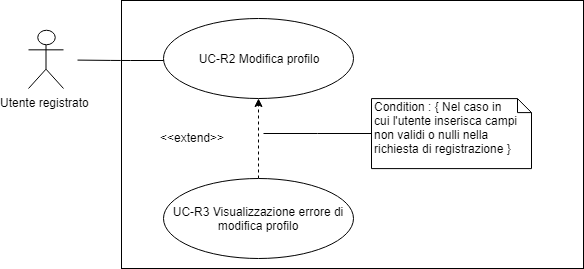 UC-R2 Modifica profilo
Utente registrato
Condition : { Nel caso in
cui l'utente inserisca campi
non validi o nulli nella
richiesta di registrazione }
<<extend>>
UC-R3 Visualizzazione errore di
modifica profilo